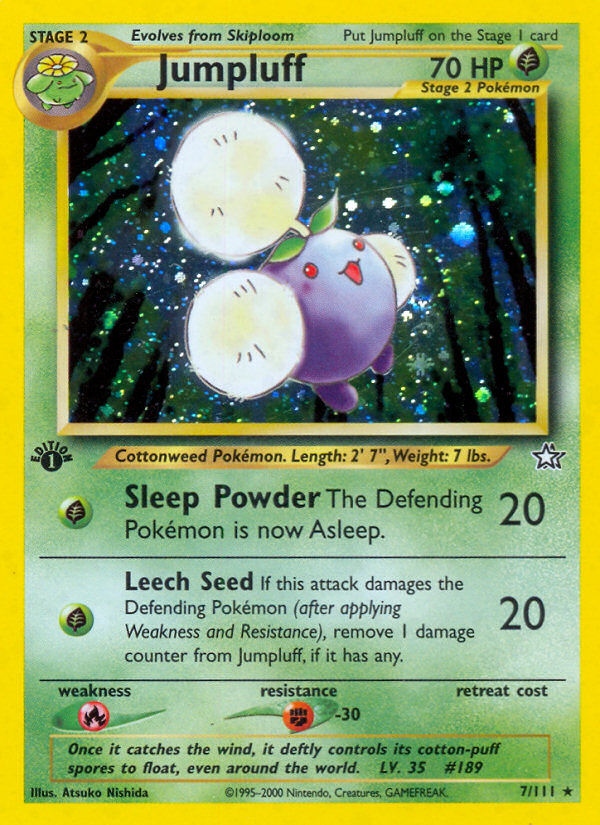 STAGE 2 Evolves from Skiploom Put Jumpluff on the Stage 1 card
Jumpluff 70 HP
Stage 2 Pokémon
EDITION
1
Cottonweed Pokémon. Length: 2' 7", Weight: 7 lbs.
Sleep Powder The Defending
Pokémon is now Asleep.
20
Leech Seed If this attack damages the
Defending Pokémon (after applying
Weakness and Resistance), remove 1 damage
counter from Jumpluff, if it has any.
20
weakness resistance retreat cost
-30
Once it catches the wind, it deftly controls its cotton-puff
spores to float, even around the world. LV. 35 #189
Illus. Atsuko Nishida ©1995-2000 Nintendo, Creatures, GAMEFREAK. 7/111 ★